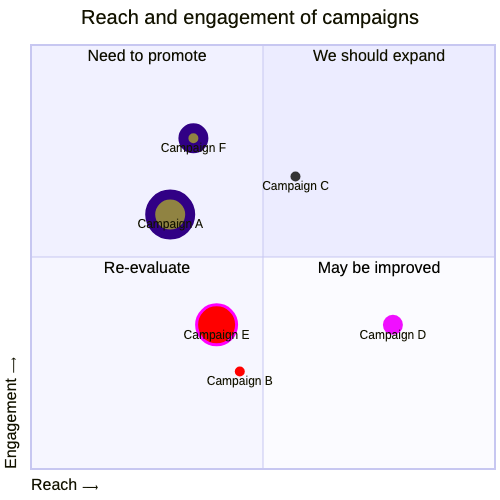 Reach and engagement of campaigns
Need to promote
We should expand
Campaign F
Campaign C
Campaign A
Re-evaluate
May be improved
Campaign E
Campaign D
Campaign B
Engagement ⟶
Reach ⟶